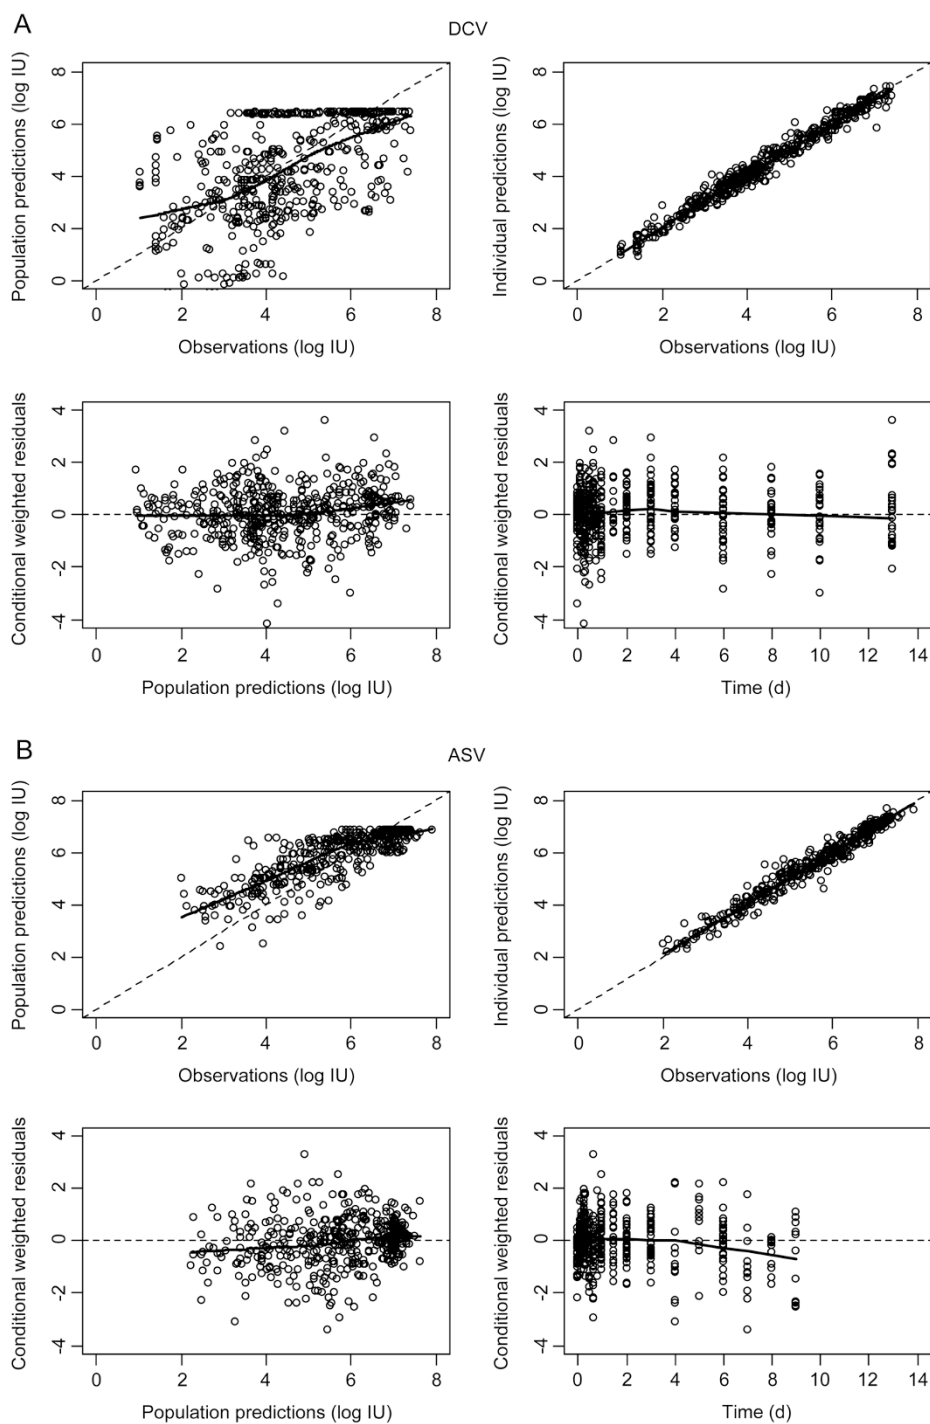 A
DCV
Population predictions (log IU)
8
6
4
2
0
0 2 4 6 8
Observations (log IU)
Individual predictions (log IU)
8
6
4
2
0
0 2 4 6 8
Observations (log IU)
Conditional weighted residuals
4
2
0
-2
-4
0 2 4 6 8
Population predictions (log IU)
Conditional weighted residuals
4
2
0
-2
-4
0 2 4 6 8 10 12 14
Time (d)
B
ASV
Population predictions (log IU)
8
6
4
2
0
0 2 4 6 8
Observations (log IU)
Individual predictions (log IU)
8
6
4
2
0
0 2 4 6 8
Observations (log IU)
Conditional weighted residuals
4
2
0
-2
-4
0 2 4 6 8
Population predictions (log IU)
Conditional weighted residuals
4
2
0
-2
-4
0 2 4 6 8 10 12 14
Time (d)